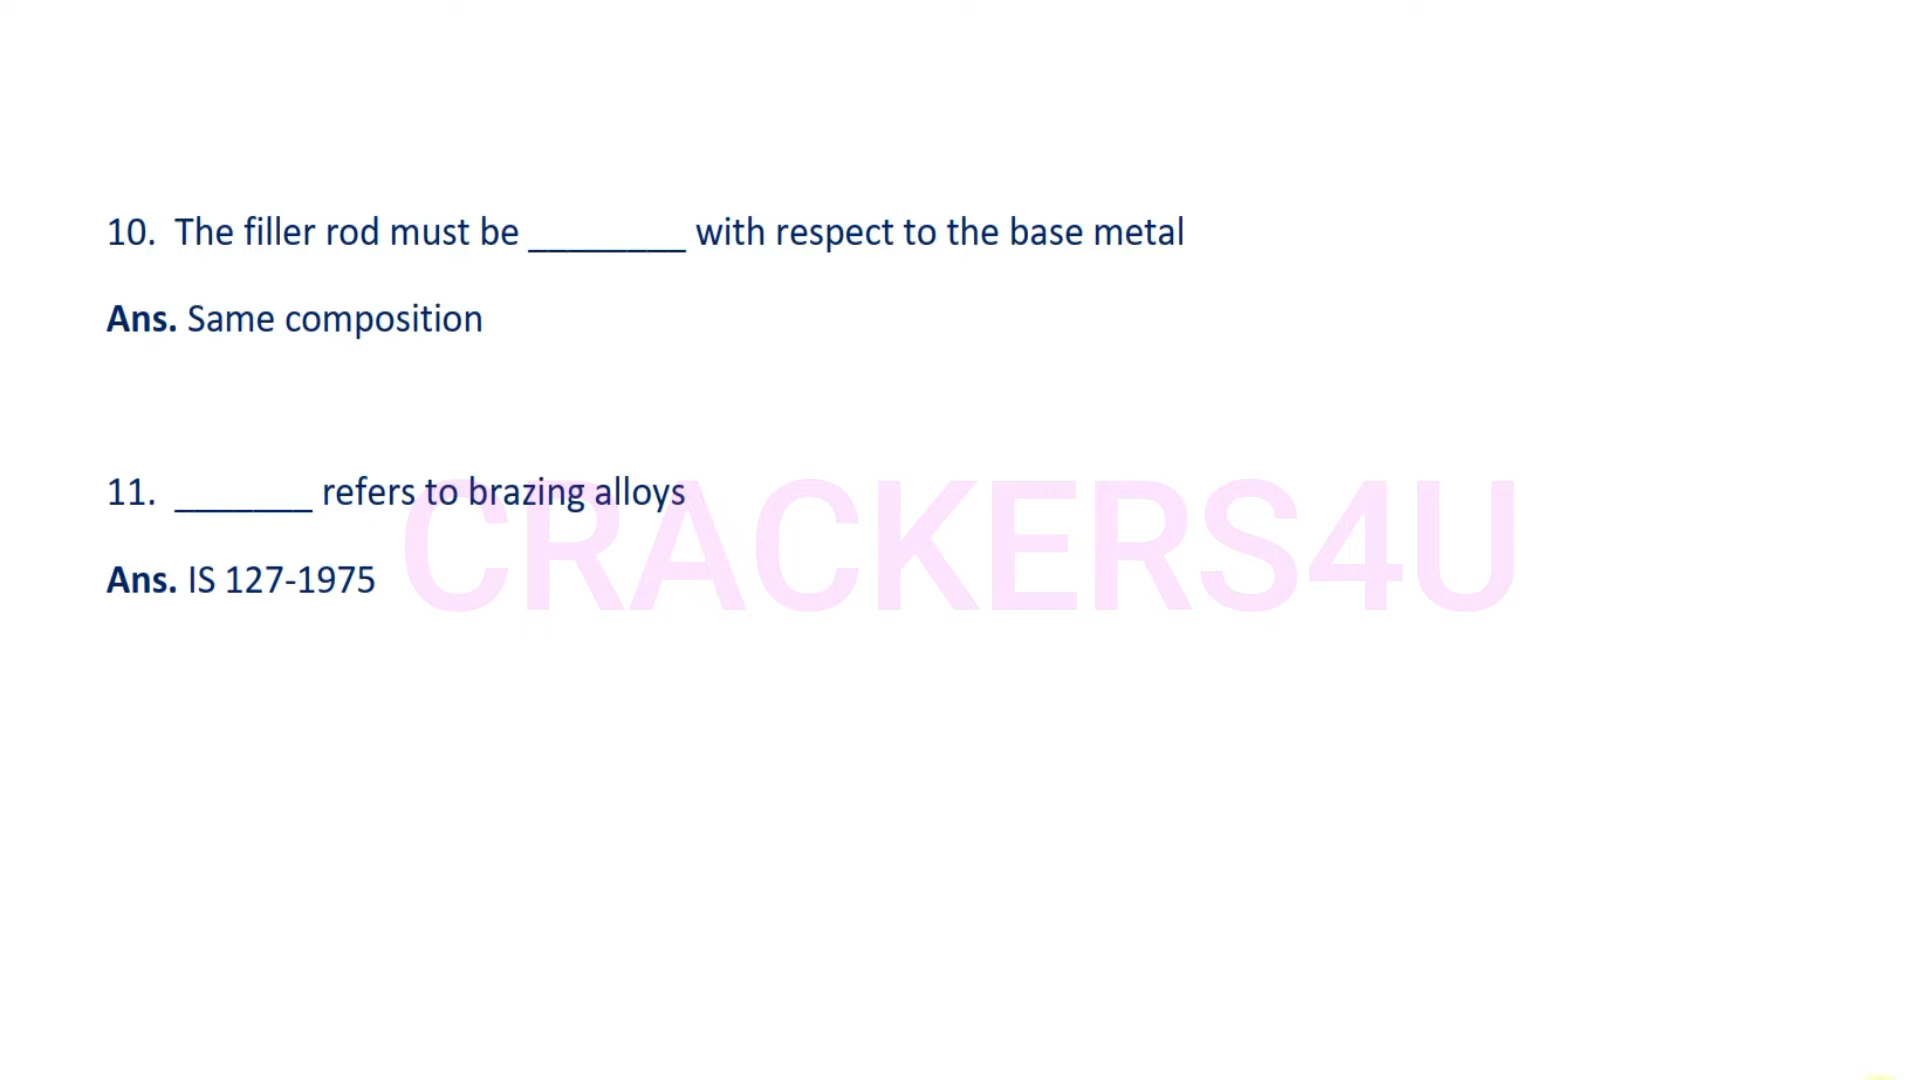 10. The filler rod must be ________ with respect to the base metal
Ans. Same composition
11. _______ refers to brazing alloys
Ans. IS 127-1975
CRACKERS4U